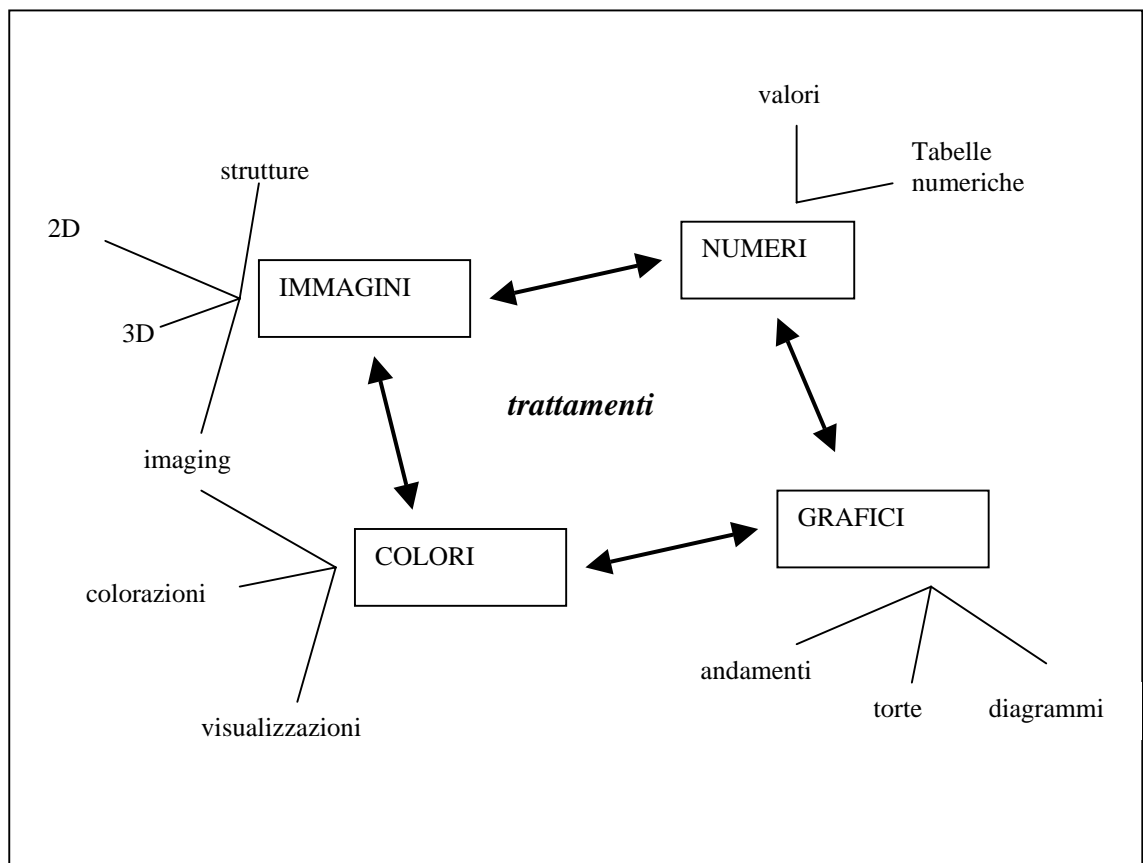 valori
Tabelle
numeriche
strutture
2D
NUMERI
IMMAGINI
3D
trattamenti
imaging
GRAFICI
COLORI
colorazioni
andamenti
torte
diagrammi
visualizzazioni